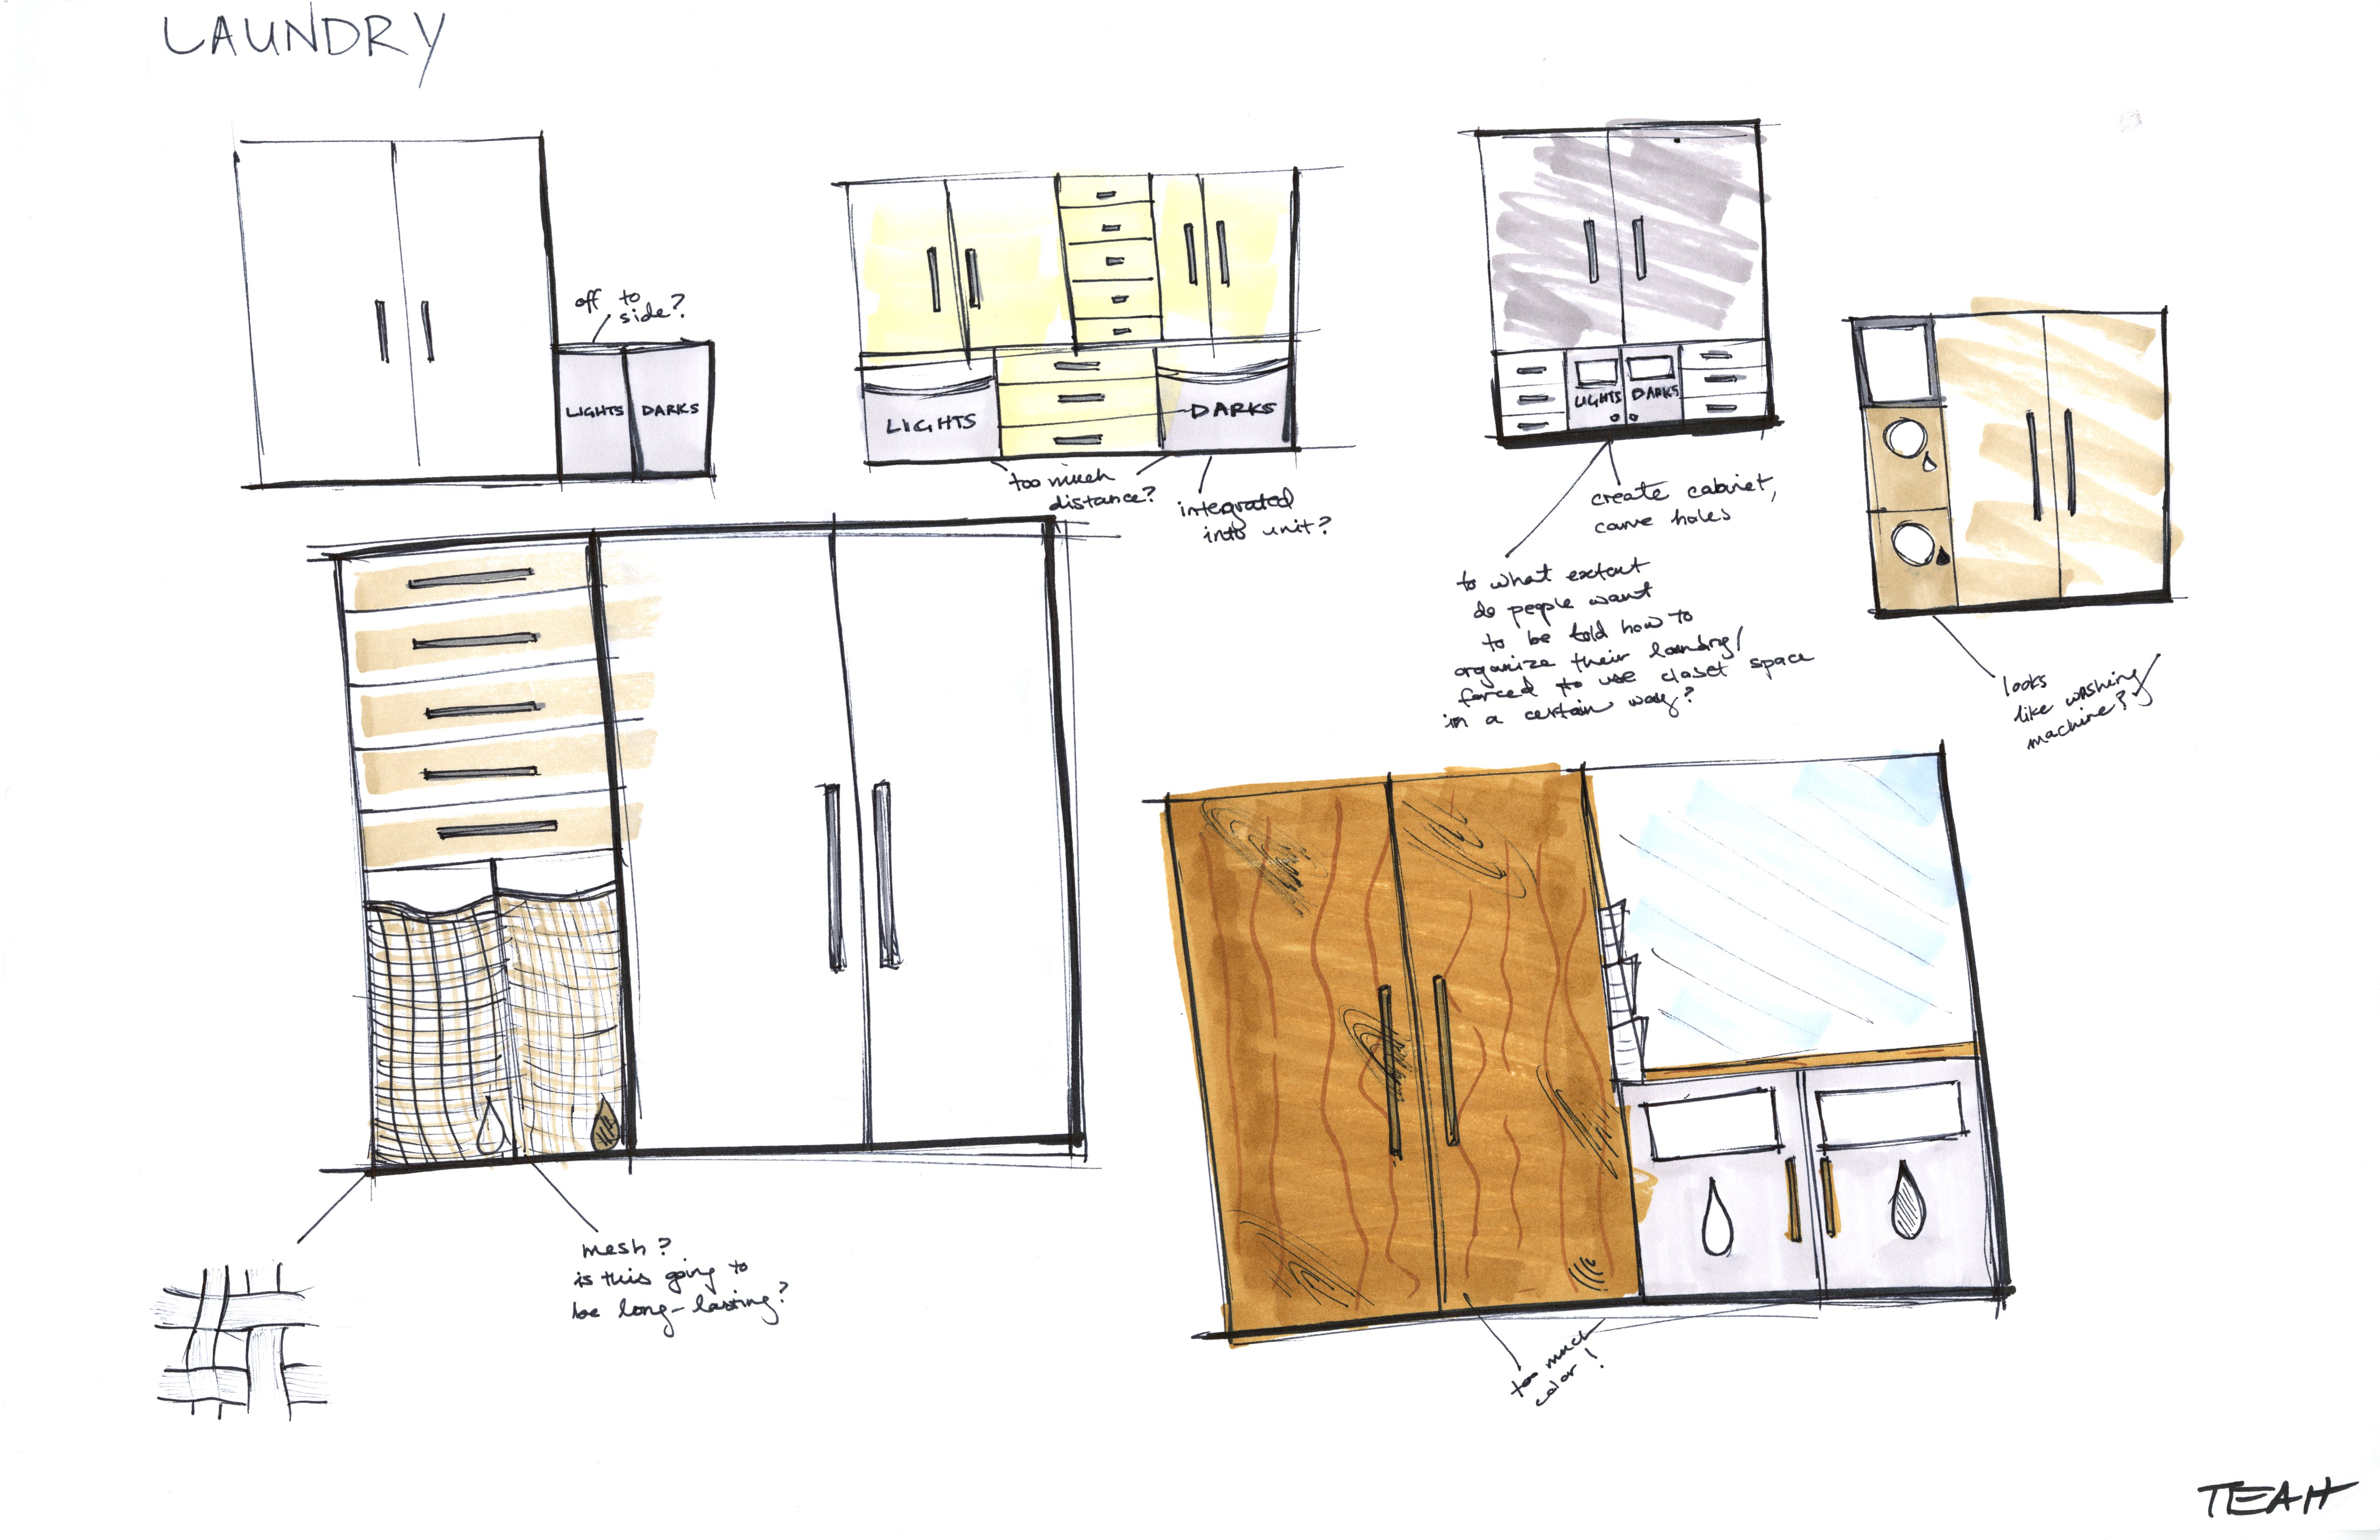 LAUNDRY
off to
side?
LIGHTS DARKS
LIGHTS
DARKS
too much
distance?
integrated
into unit?
LIGHTS DARKS
create cabinet,
carve holes
to what extent
do people want
to be told how to
organize their laundry/
forced to use closet space
in a certain way?
looks
like washing
machine?
mesh?
is this going to
be long-lasting?
too much
color!
TEAH